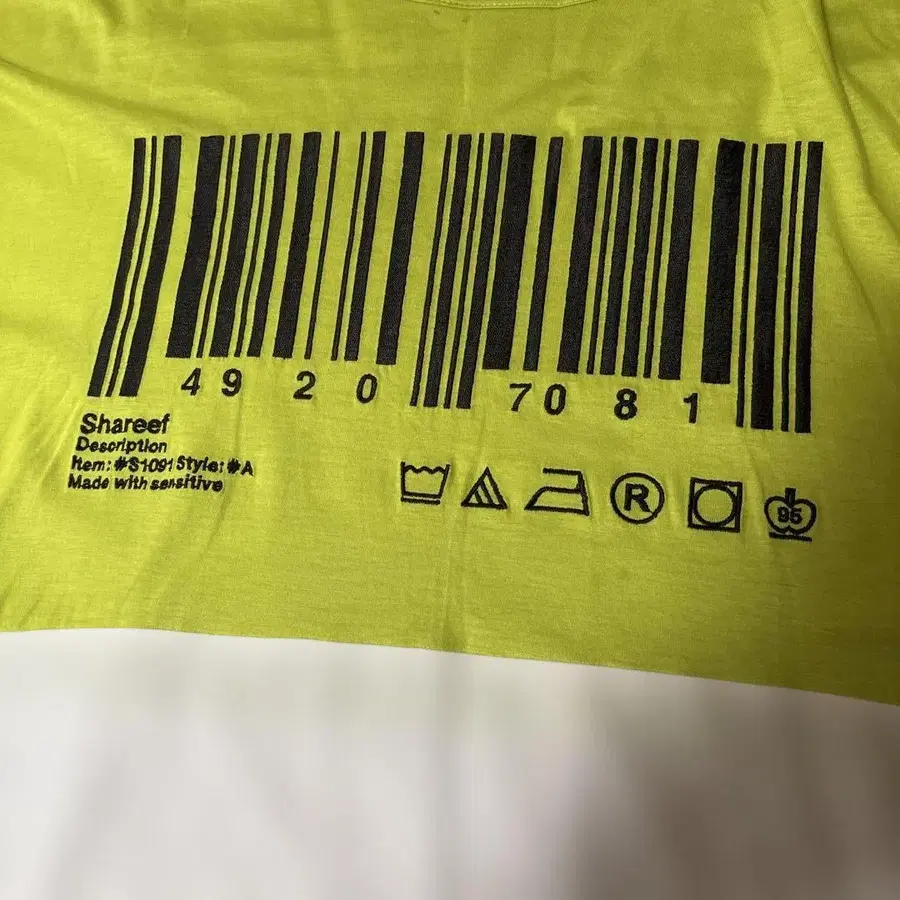 49 20 70 81
Shareef
Description
Item: #S1091 Style: #A
Made with sensitive
R
95